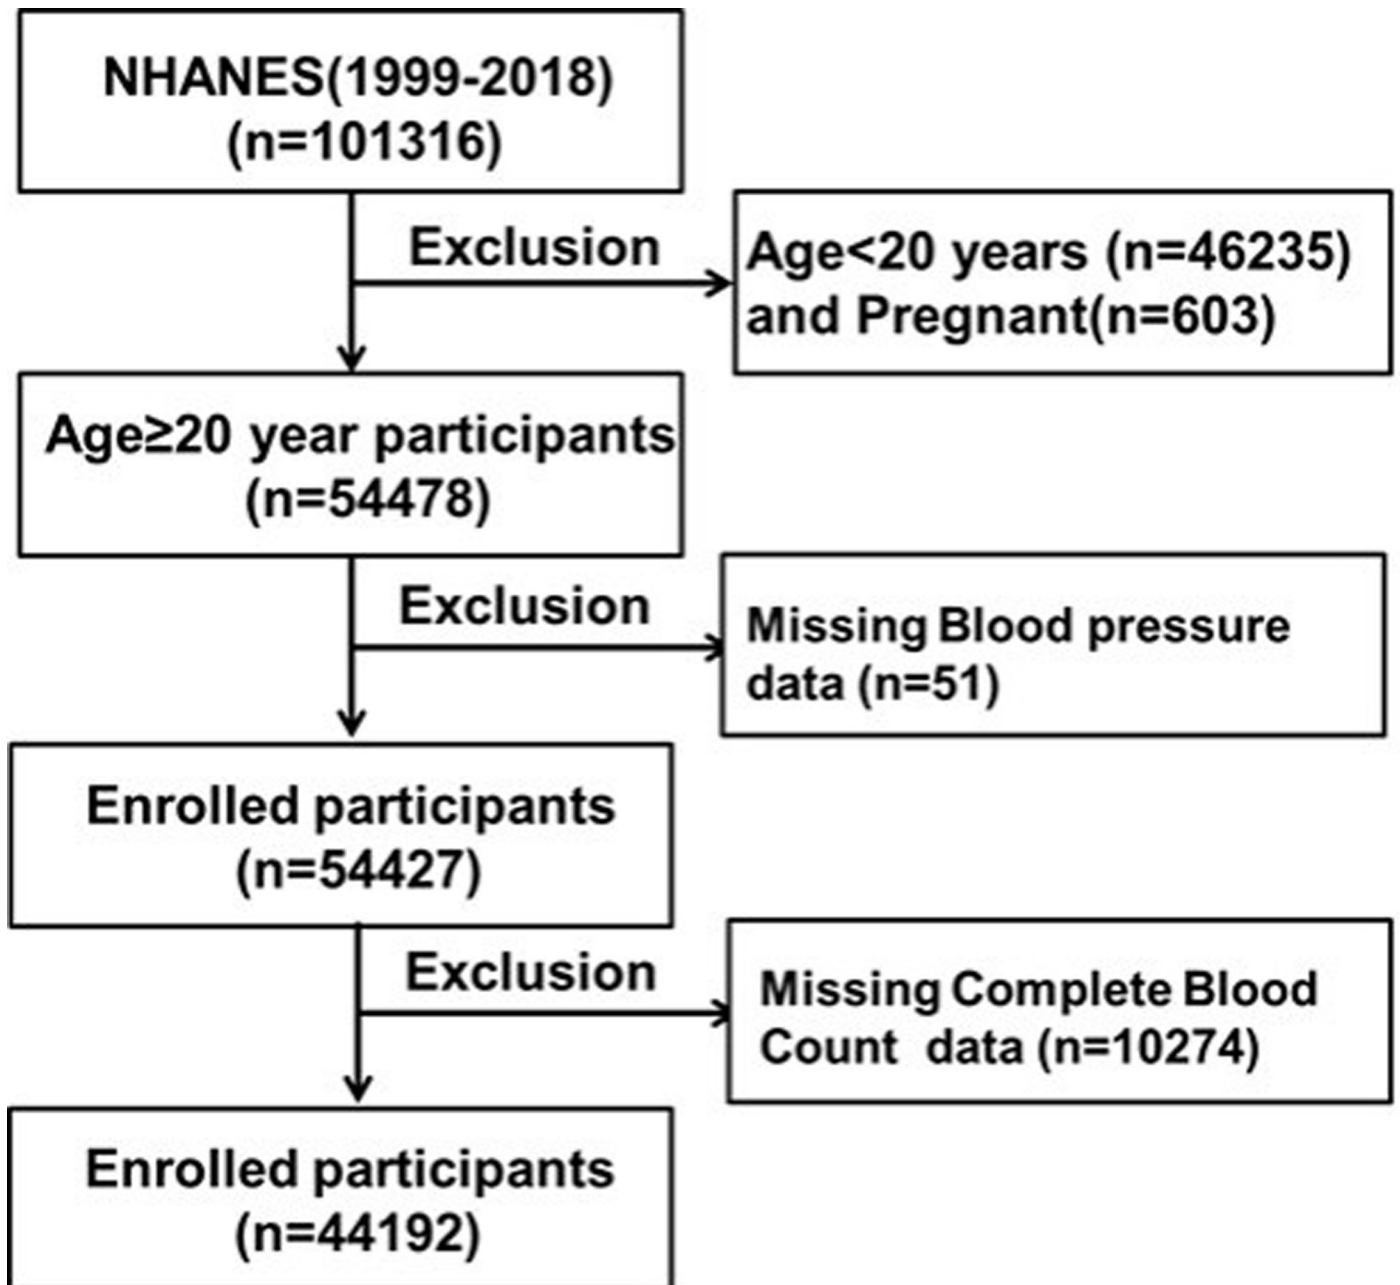 NHANES(1999-2018)
(n=101316)
Exclusion
Age<20 years (n=46235)
and Pregnant(n=603)
Age≥20 year participants
(n=54478)
Exclusion
Missing Blood pressure
data (n=51)
Enrolled participants
(n=54427)
Exclusion
Missing Complete Blood
Count data (n=10274)
Enrolled participants
(n=44192)